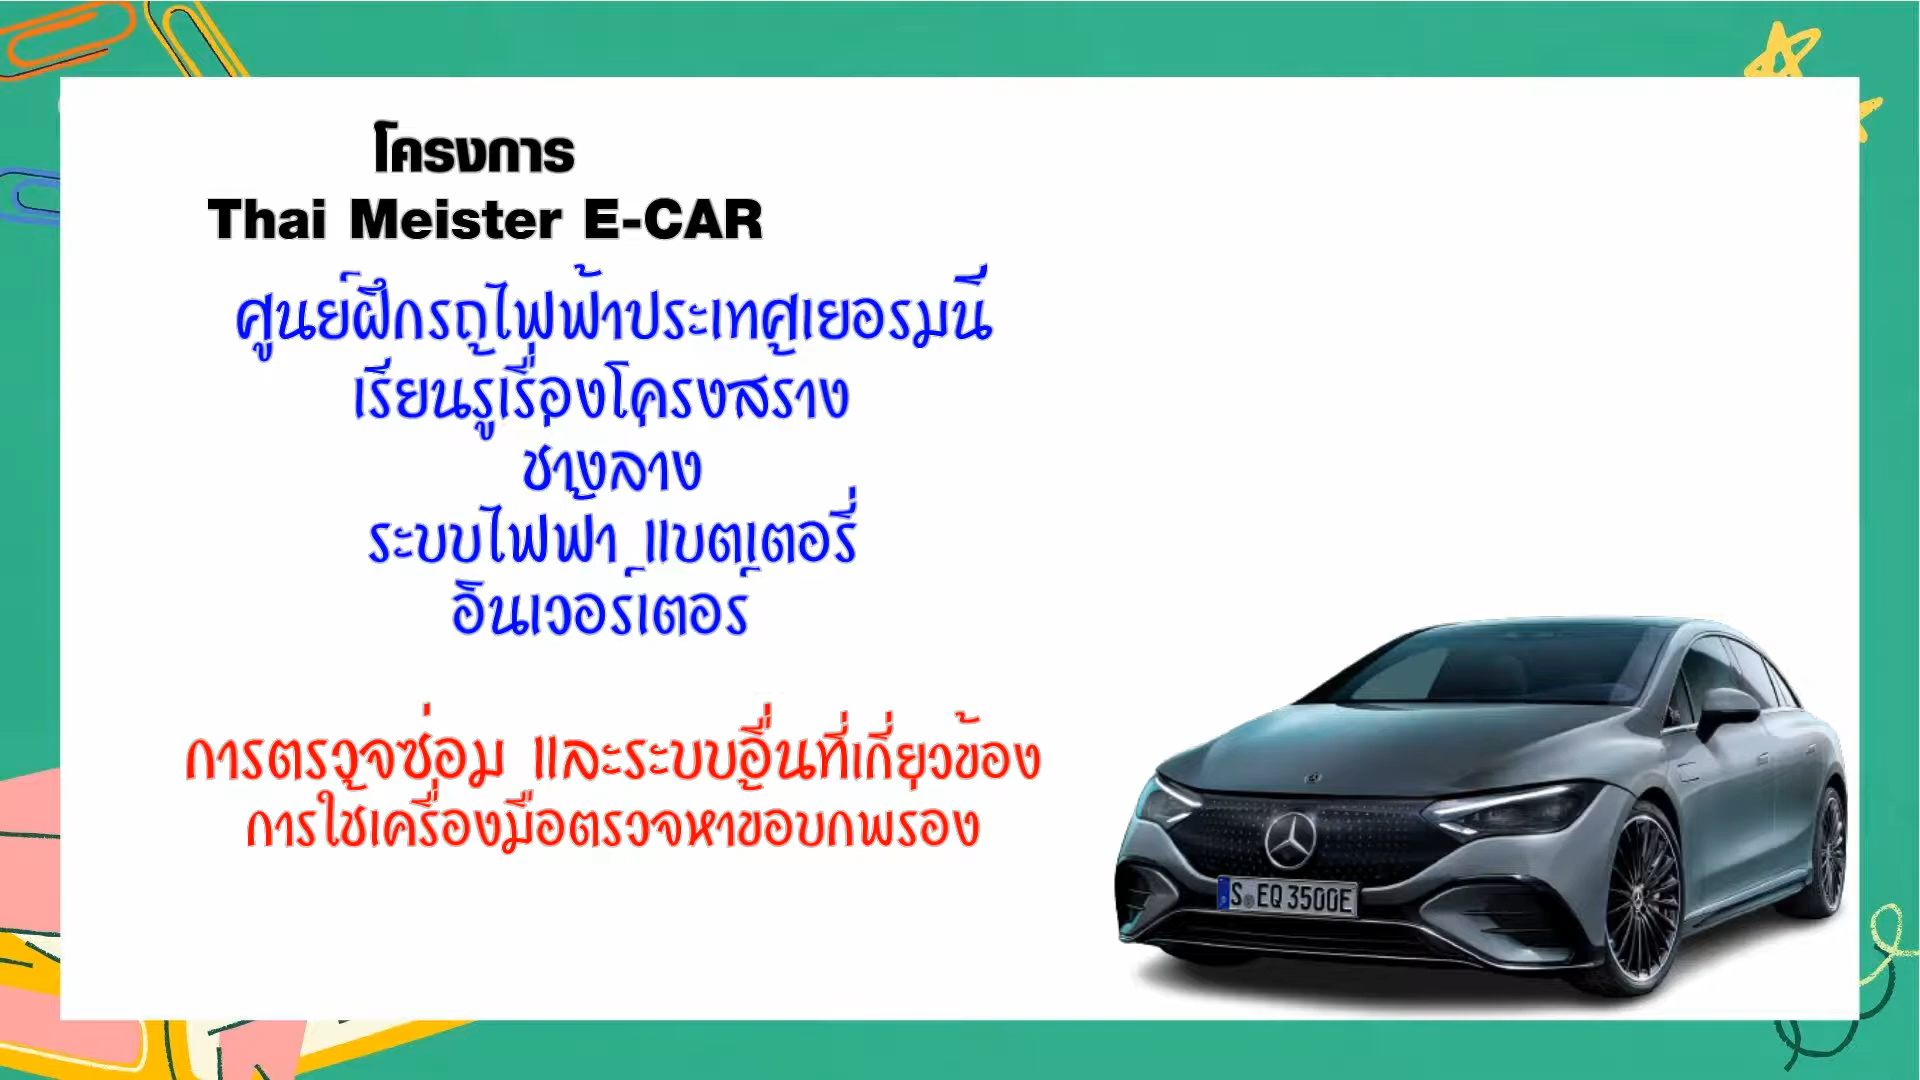 โครงการ
Thai Meister E-CAR
ศูนย์ฝึกรถไฟฟ้าประเทศเยอรมนี
เรียนรู้เรื่องโครงสร้าง
ช่างล่าง
ระบบไฟฟ้า แบตเตอรี่
อินเวอร์เตอร์
การตรวจซ่อม และระบบอื่นที่เกี่ยวข้อง
การใช้เครื่องมือตรวจหาข้อบกพร่อง
S EQ 3500E